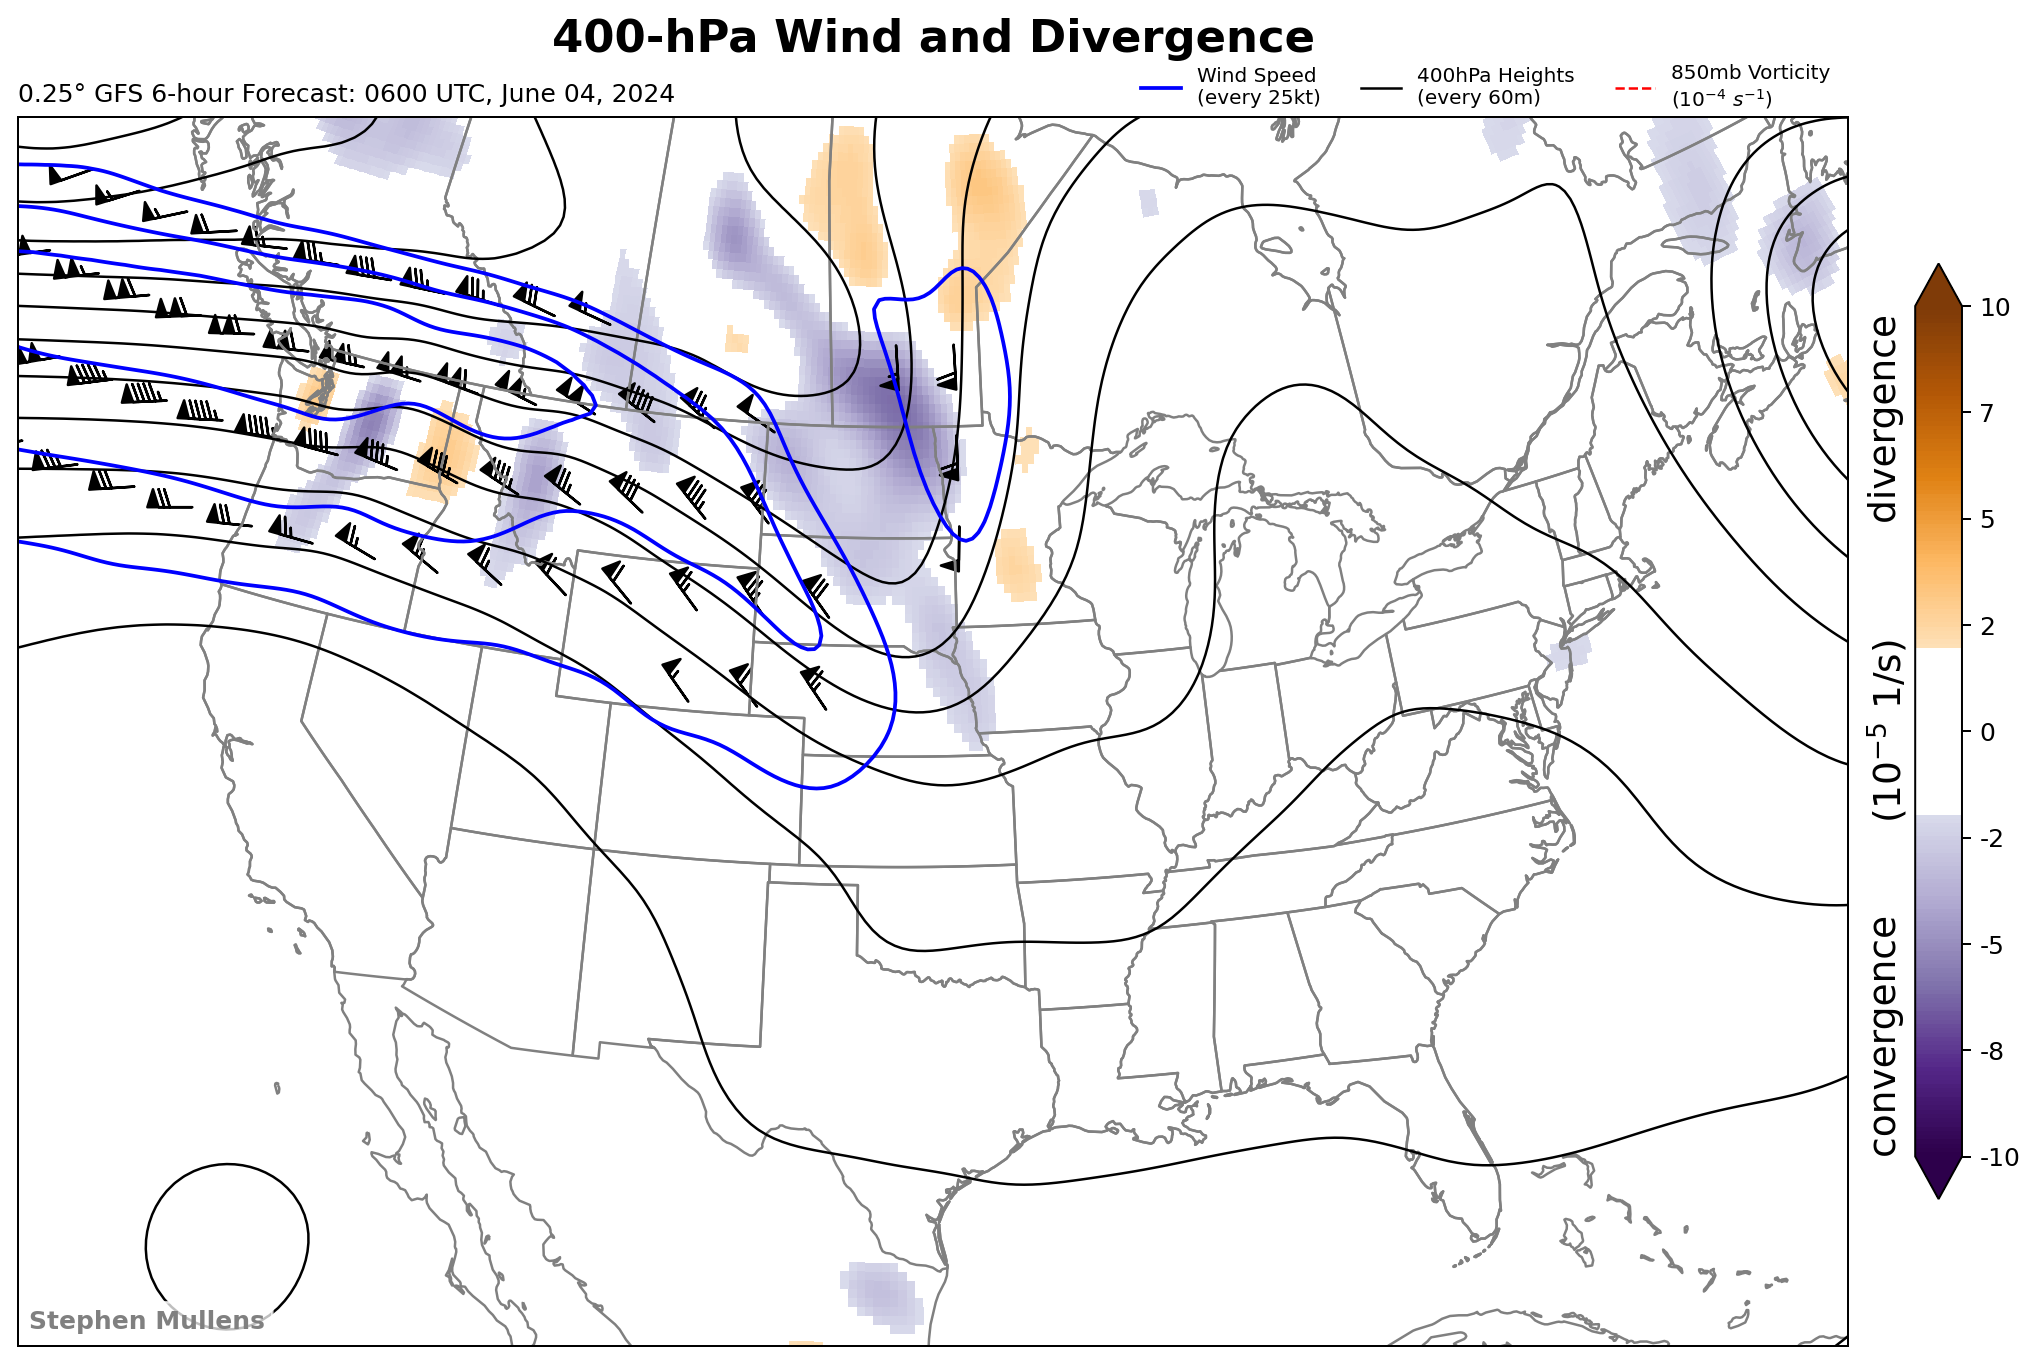 400-hPa Wind and Divergence
0.25° GFS 6-hour Forecast: 0600 UTC, June 04, 2024
Wind Speed
(every 25kt)
400hPa Heights
(every 60m)
850mb Vorticity
(10⁻⁴ s⁻¹)
10
7
5
2
0
-2
-5
-8
-10
convergence (10⁻⁵ 1/s) divergence
Stephen Mullens